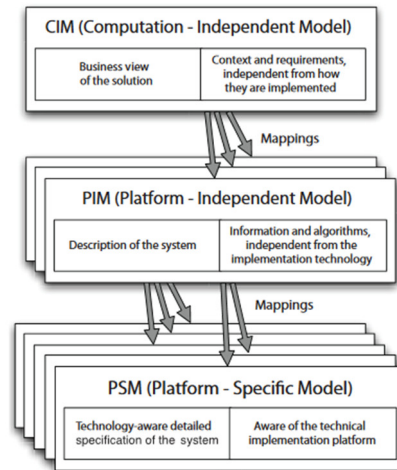 CIM (Computation - Independent Model)
Business view
of the solution
Context and requirements,
independent from how
they are implemented
Mappings
PIM (Platform - Independent Model)
Description of the system
Information and algorithms,
independent from the
implementation technology
Mappings
PSM (Platform - Specific Model)
Technology-aware detailed
specification of the system
Aware of the technical
implementation platform